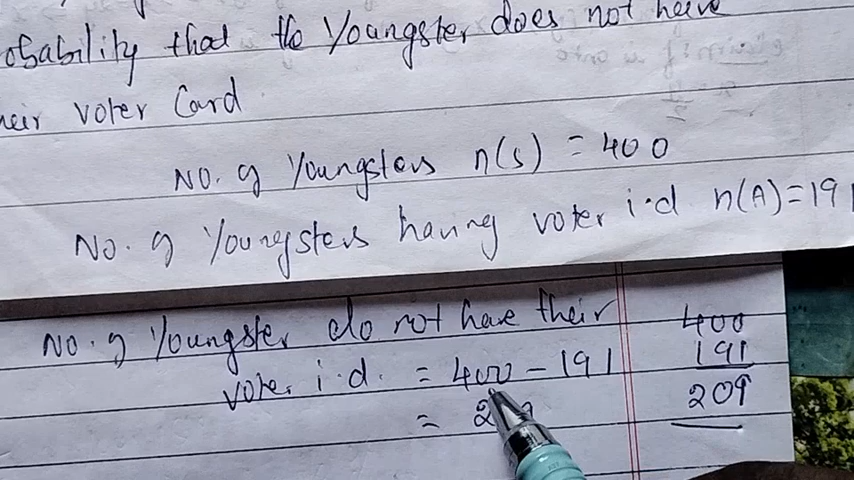 obability that the Youngster does not have
heir voter Card
NO. of Youngsters n(s) = 400
No. of Youngsters having voter i.d n(A)=191
NO. of Youngster do not have their
voter i.d. = 400 - 191
=
400
191
209